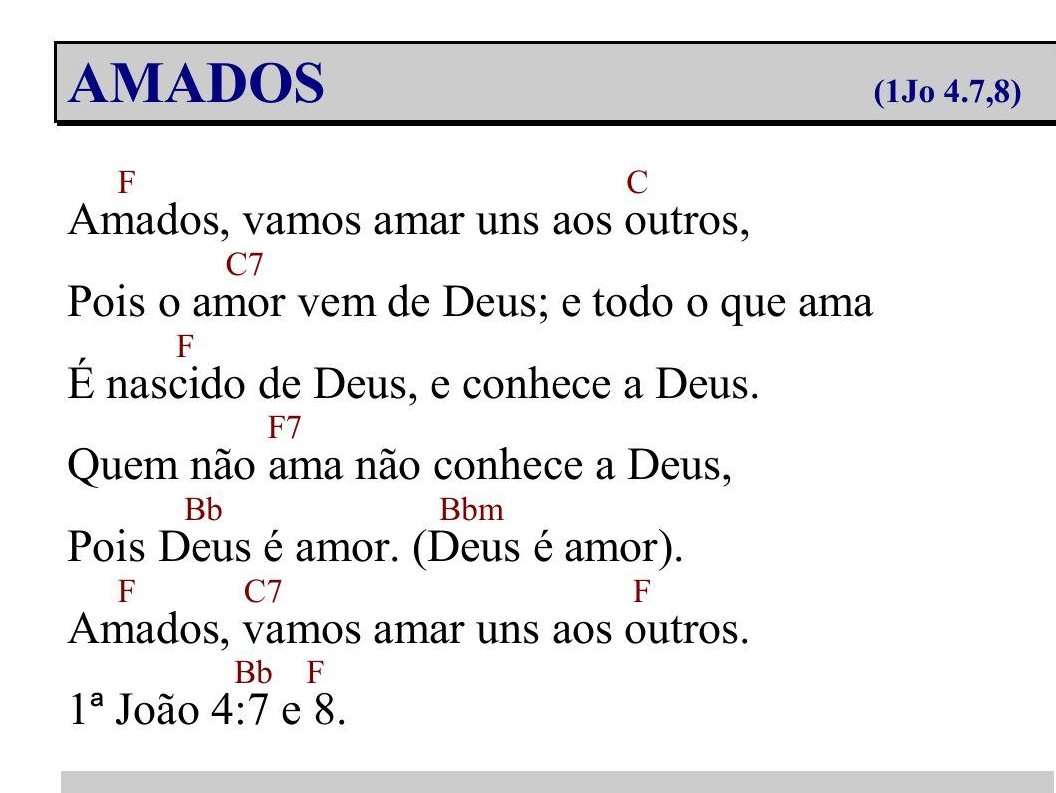 AMADOS (1Jo 4.7,8)
F C
Amados, vamos amar uns aos outros,
C7
Pois o amor vem de Deus; e todo o que ama
F
É nascido de Deus, e conhece a Deus.
F7
Quem não ama não conhece a Deus,
Bb Bbm
Pois Deus é amor. (Deus é amor).
F C7 F
Amados, vamos amar uns aos outros.
Bb F
1ª João 4:7 e 8.